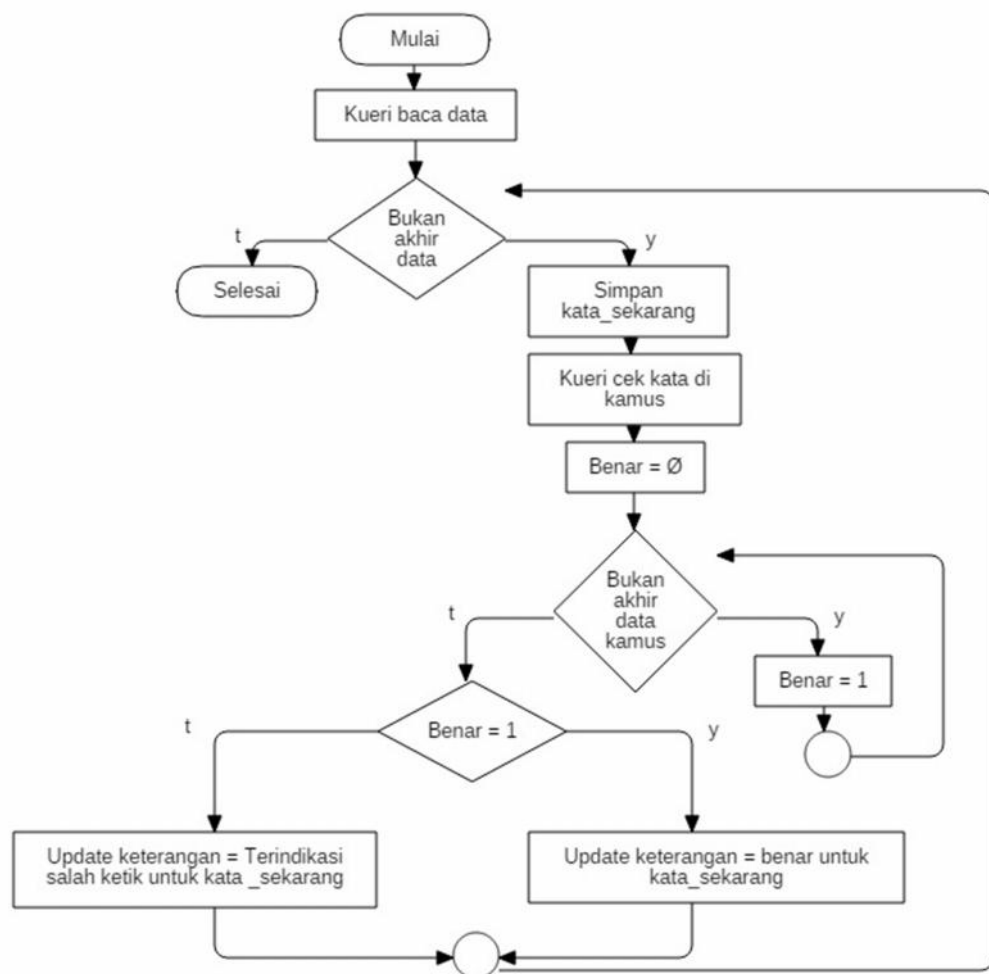 Mulai
Kueri baca data
Bukan
akhir
data
t
y
Selesai
Simpan
kata_sekarang
Kueri cek kata di
kamus
Benar = Ø
Bukan
akhir
data
kamus
t
y
Benar = 1
Benar = 1
t
y
Update keterangan = Terindikasi
salah ketik untuk kata _sekarang
Update keterangan = benar untuk
kata_sekarang